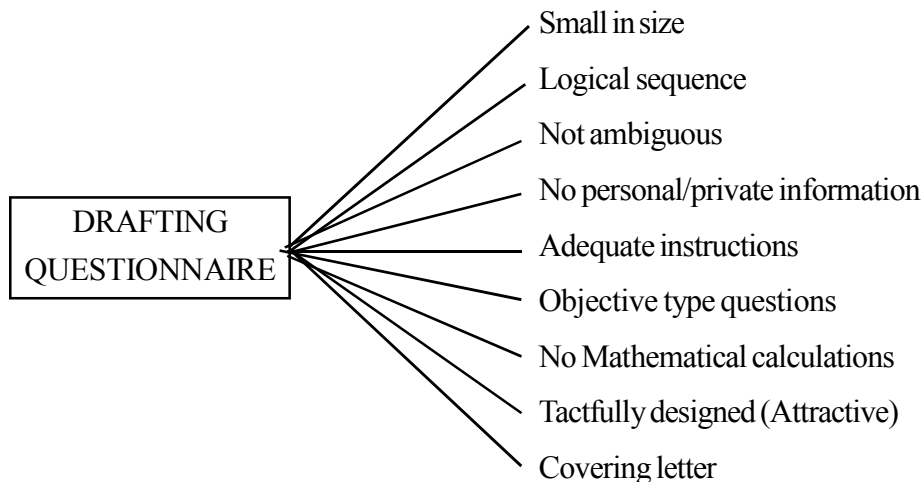 Small in size
Logical sequence
Not ambiguous
No personal/private information
DRAFTING
QUESTIONNAIRE
Adequate instructions
Objective type questions
No Mathematical calculations
Tactfully designed (Attractive)
Covering letter